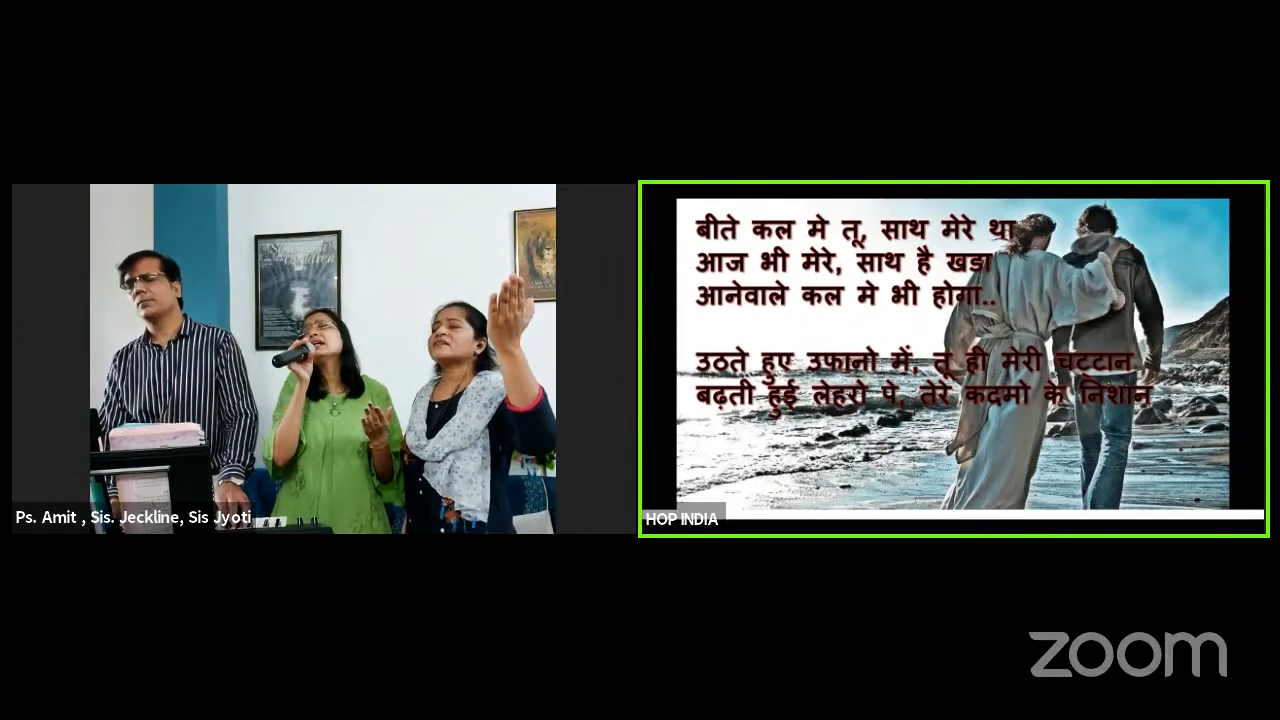 बीते कल मे तू, साथ मेरे था
आज भी मेरे, साथ है खडा
आनेवाले कल मे भी होगा..
उठते हुए उफानो में, तू ही मेरी चटटान
बढ़ती हुई लेहरो पे, तेरे कदमो के निशान
Ps. Amit , Sis. Jeckline, Sis Jyoti
HOP INDIA
zoom